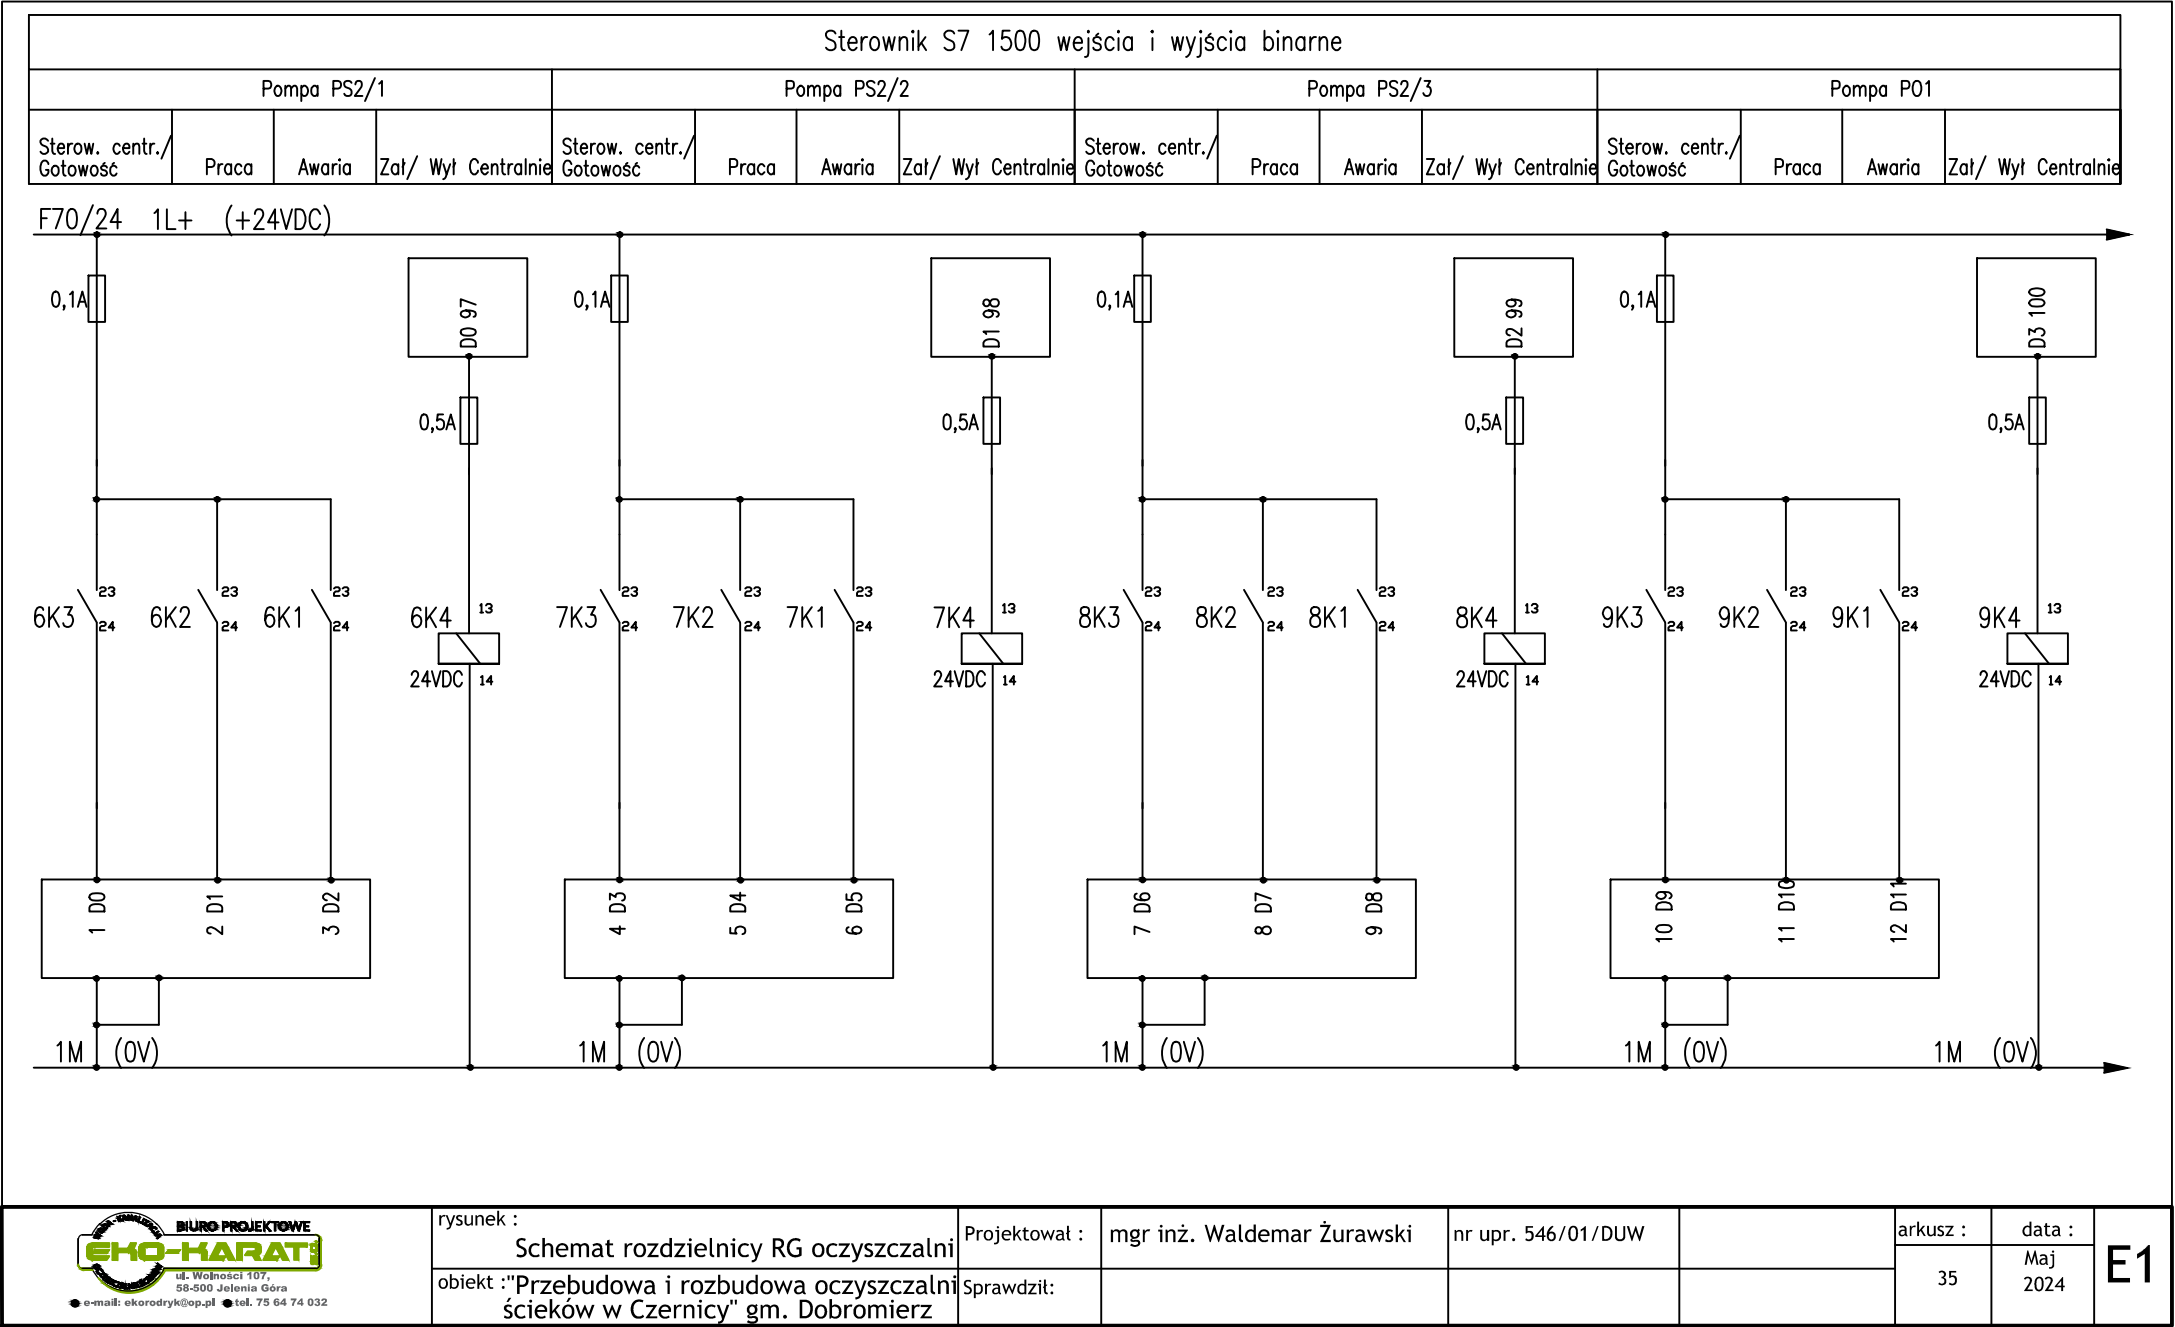 Sterownik S7 1500 wejścia i wyjścia binarne
Pompa PS2/1 Pompa PS2/2 Pompa PS2/3 Pompa PO1
Sterow. centr./ Sterow. centr./ Sterow. centr./ Sterow. centr./
Gotowość Praca Awaria Zał/ Wył Centralnie Gotowość Praca Awaria Zał/ Wył Centralnie Gotowość Praca Awaria Zał/ Wył Centralnie Gotowość Praca Awaria Zał/ Wył Centralnie
F70/24 1L+ (+24VDC)
0,1A D0 97 0,1A D1 98 0,1A D2 99 0,1A D3 100
0,5A 0,5A 0,5A 0,5A
23 23 23 23 23 23 23 23 23 23 23 23
6K3 6K2 6K1 6K4 13 7K3 7K2 7K1 7K4 13 8K3 8K2 8K1 8K4 13 9K3 9K2 9K1 9K4 13
24 24 24 24 24 24 24 24 24 24 24 24
24VDC 14 24VDC 14 24VDC 14 24VDC 14
1 D0 2 D1 3 D2 4 D3 5 D4 6 D5 7 D6 8 D7 9 D8 10 D9 11 D10 12 D11
1M (0V) 1M (0V) 1M (0V) 1M (0V) 1M (0V)
BIURO PROJEKTOWE
EKO-KARAT
ul. Wolności 107,
58-500 Jelenia Góra
e-mail: ekorodryk@op.pl tel. 75 64 74 032
rysunek :
Schemat rozdzielnicy RG oczyszczalni
obiekt : "Przebudowa i rozbudowa oczyszczalni
ścieków w Czernicy" gm. Dobromierz
Projektował : mgr inż. Waldemar Żurawski nr upr. 546/01/DUW
Sprawdził:
arkusz :
35
data :
Maj
2024
E1